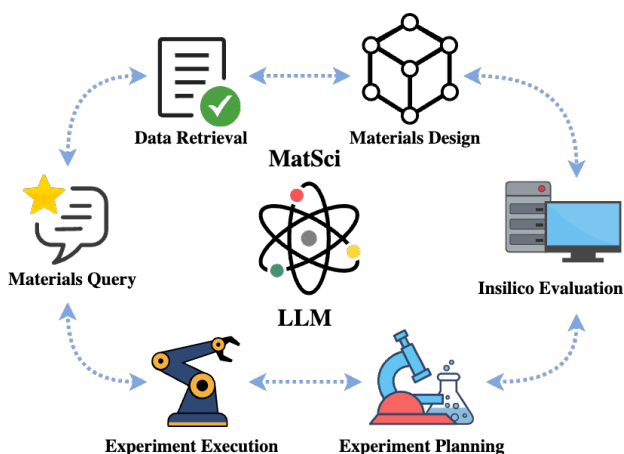 Data Retrieval
Materials Design
MatSci
Materials Query
Insilico Evaluation
LLM
Experiment Execution
Experiment Planning